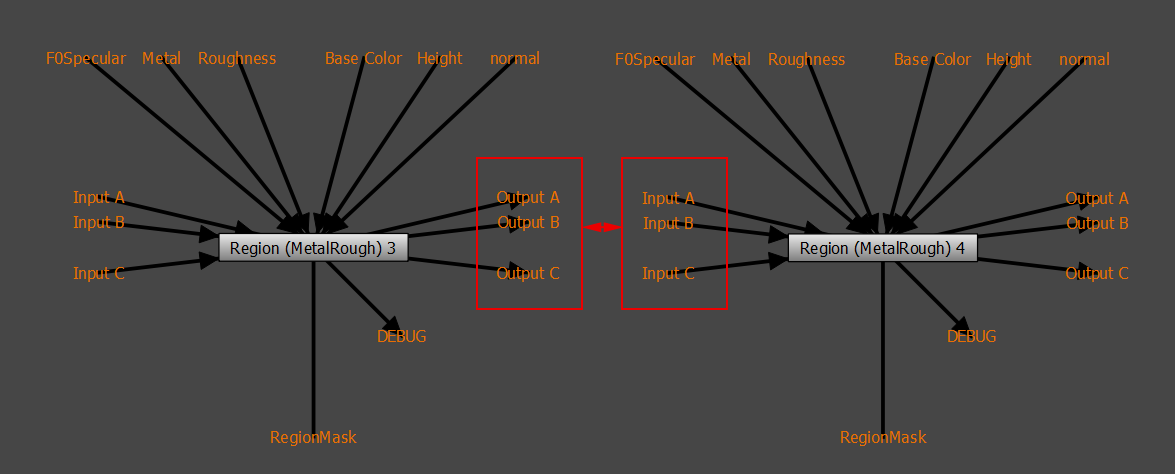 F0Specular Metal Roughness Base Color Height normal
F0Specular Metal Roughness Base Color Height normal
Input A
Input B
Input C
Region (MetalRough) 3
Output A
Output B
Output C
DEBUG
RegionMask
Input A
Input B
Input C
Region (MetalRough) 4
Output A
Output B
Output C
DEBUG
RegionMask